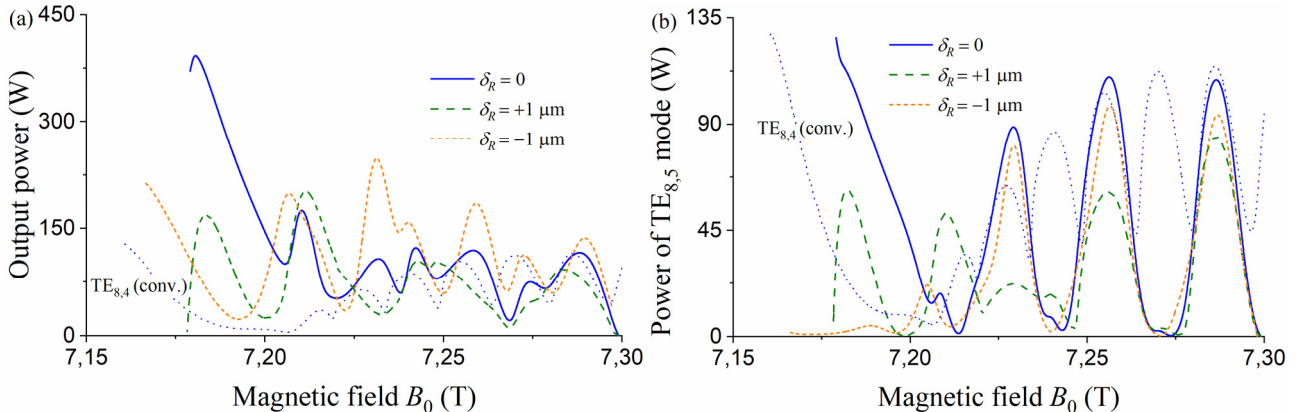 (a)
450
300
150
0
Output power (W)
δR = 0
δR = +1 μm
δR = −1 μm
TE8,4 (conv.)
7,15
7,20
7,25
7,30
Magnetic field B0 (T)
(b)
135
90
45
0
Power of TE8,5 mode (W)
δR = 0
δR = +1 μm
δR = −1 μm
TE8,4 (conv.)
7,15
7,20
7,25
7,30
Magnetic field B0 (T)